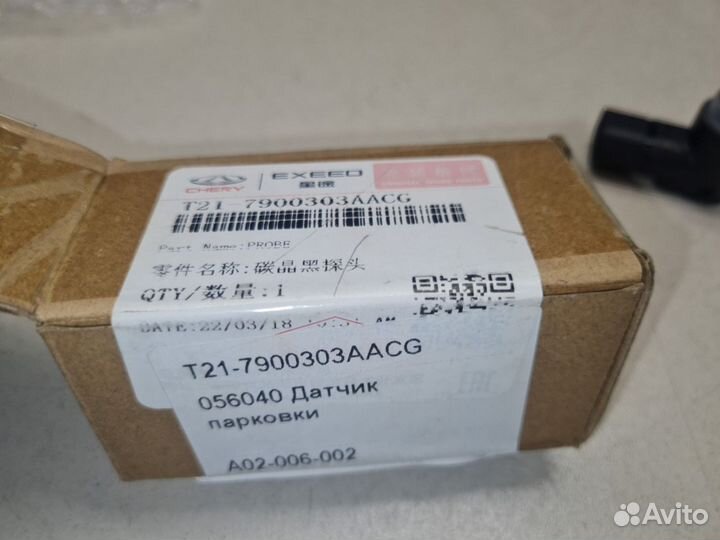 CHERY
EXEED
星途
T21-7900303AACG
Part Name:PROBE
零件名称:碳晶黑探头
QTY/数量:1
DATE:22/03/18
T21-7900303AACG
056040 Датчик
парковки
A02-006-002
Avito